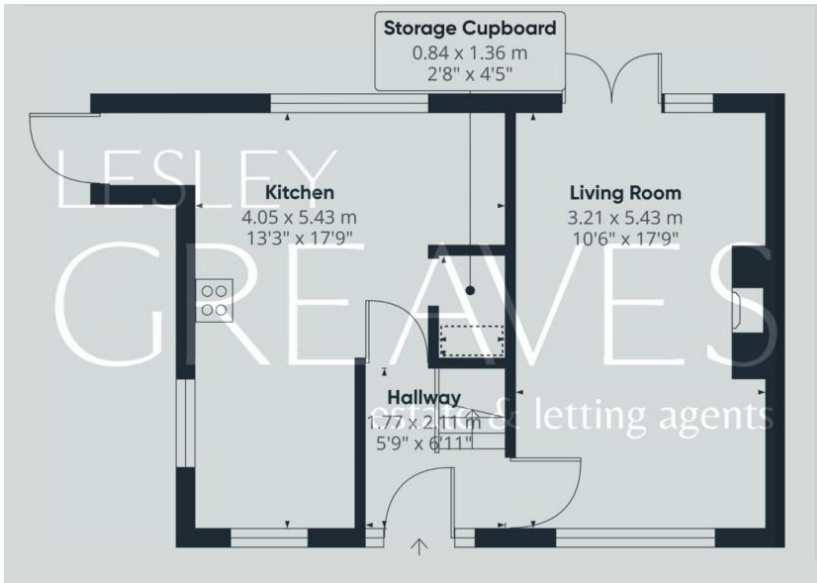 Storage Cupboard
0.84 x 1.36 m
2'8" x 4'5"
Kitchen
4.05 x 5.43 m
13'3" x 17'9"
Living Room
3.21 x 5.43 m
10'6" x 17'9"
LESLEY
GREAVES
estate & letting agents
Hallway
1.77 x 2.11 m
5'9" x 6'11"